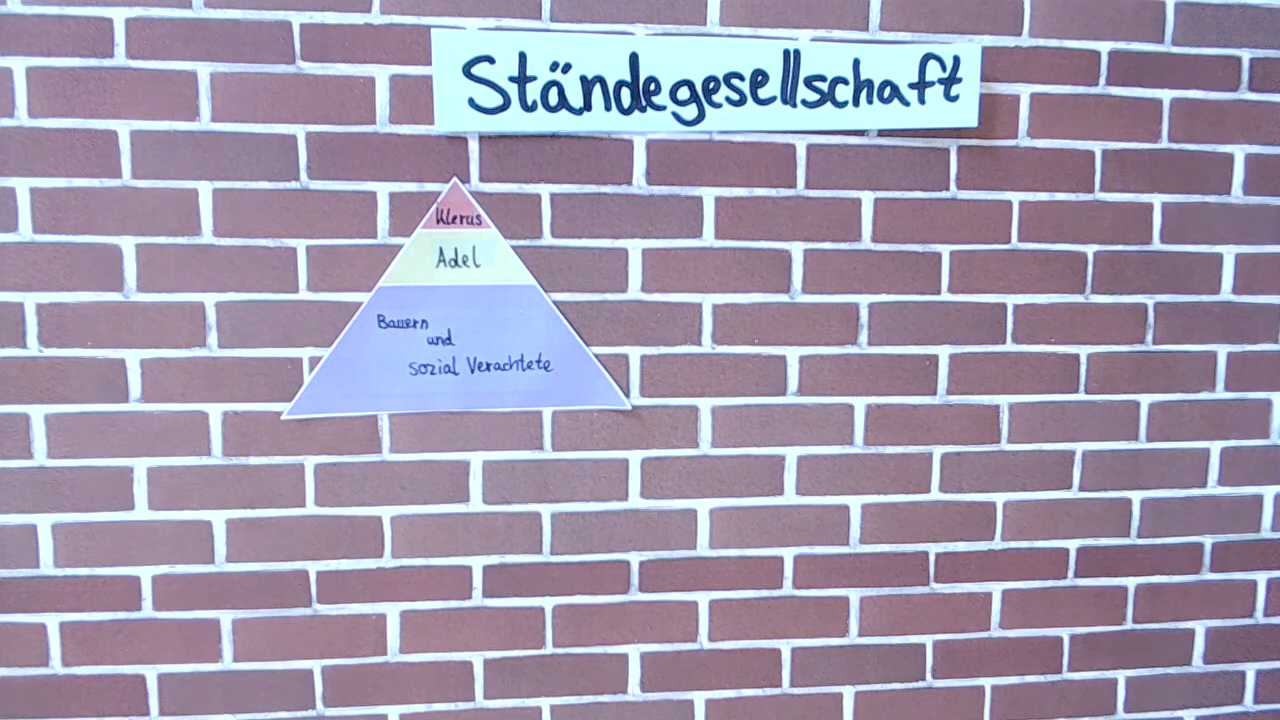 Ständegesellschaft
Klerus
Adel
Bauern
und
sozial Verachtete